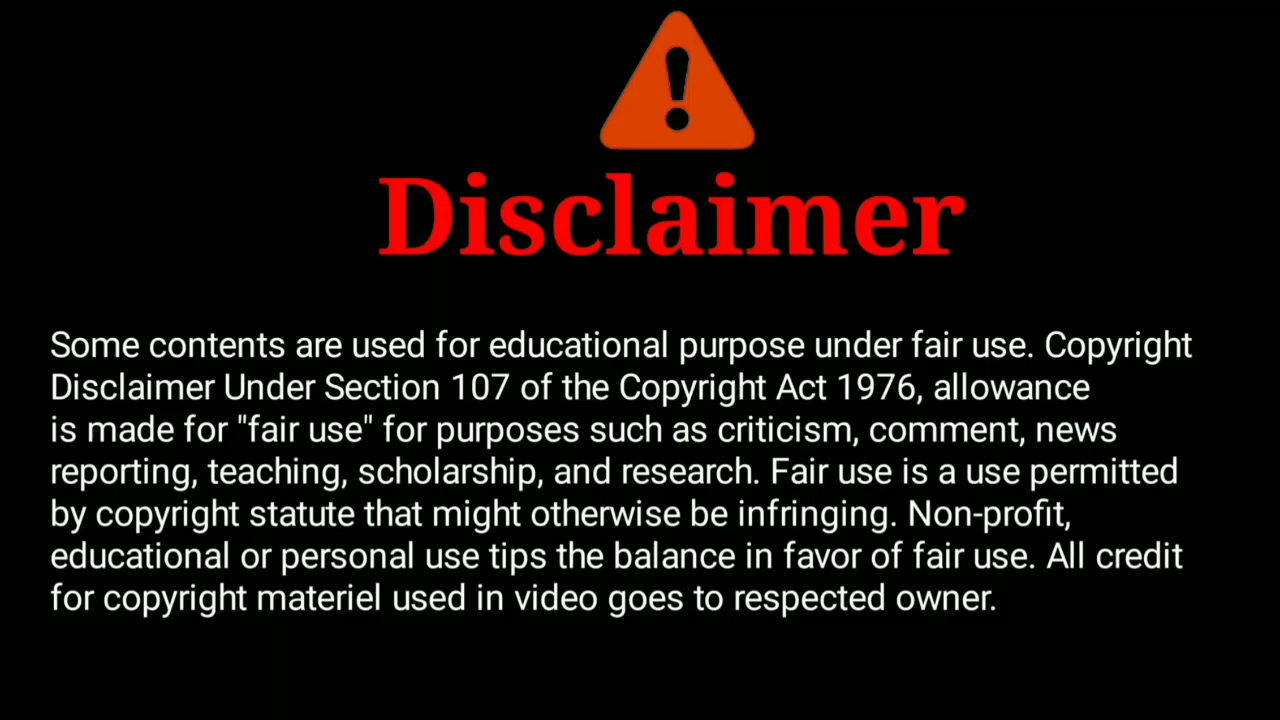 Disclaimer
Some contents are used for educational purpose under fair use. Copyright
Disclaimer Under Section 107 of the Copyright Act 1976, allowance
is made for "fair use" for purposes such as criticism, comment, news
reporting, teaching, scholarship, and research. Fair use is a use permitted
by copyright statute that might otherwise be infringing. Non-profit,
educational or personal use tips the balance in favor of fair use. All credit
for copyright materiel used in video goes to respected owner.